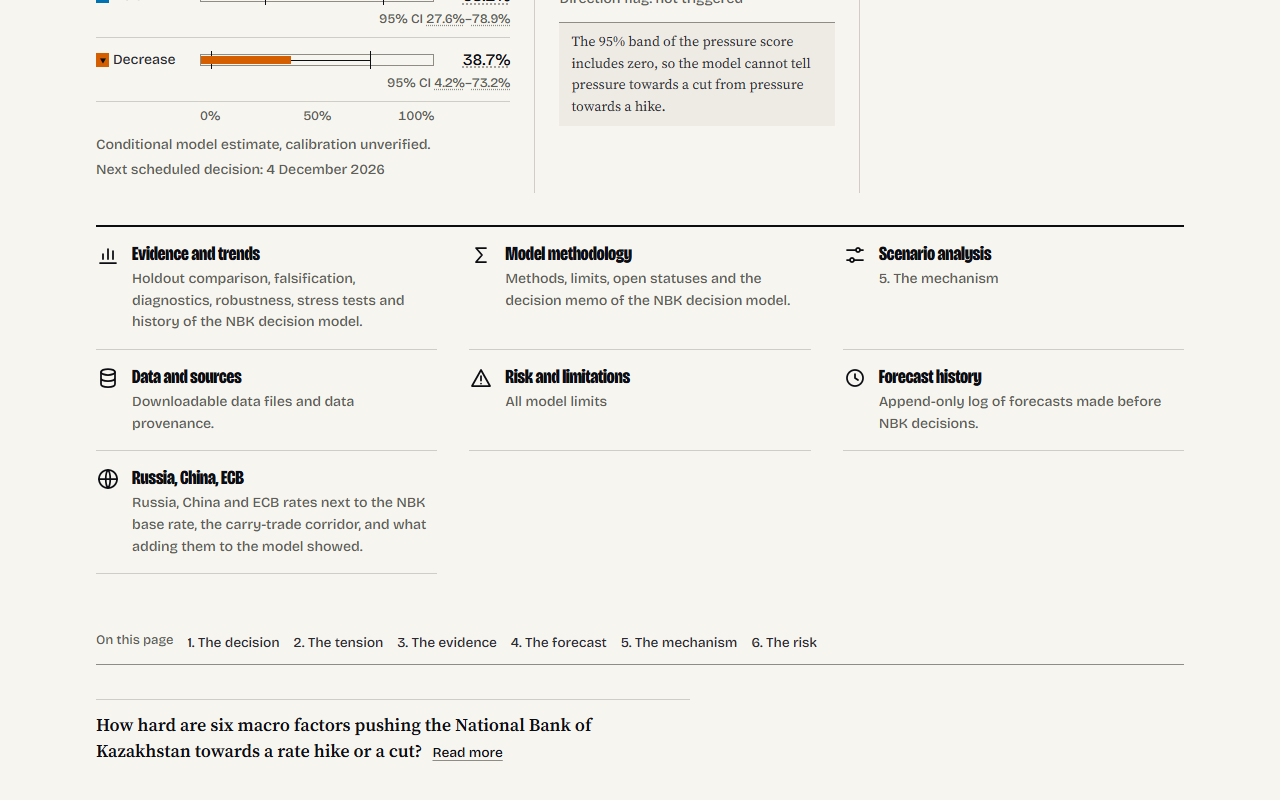 95% CI 27.6%–78.9%
▼ Decrease 38.7%
95% CI 4.2%–73.2%
0% 50% 100%
Conditional model estimate, calibration unverified.
Next scheduled decision: 4 December 2026
The 95% band of the pressure score
includes zero, so the model cannot tell
pressure towards a cut from pressure
towards a hike.
Evidence and trends
Holdout comparison, falsification,
diagnostics, robustness, stress tests and
history of the NBK decision model.
Model methodology
Methods, limits, open statuses and the
decision memo of the NBK decision model.
Scenario analysis
5. The mechanism
Data and sources
Downloadable data files and data
provenance.
Risk and limitations
All model limits
Forecast history
Append-only log of forecasts made before
NBK decisions.
Russia, China, ECB
Russia, China and ECB rates next to the NBK
base rate, the carry-trade corridor, and what
adding them to the model showed.
On this page 1. The decision 2. The tension 3. The evidence 4. The forecast 5. The mechanism 6. The risk
How hard are six macro factors pushing the National Bank of
Kazakhstan towards a rate hike or a cut? Read more